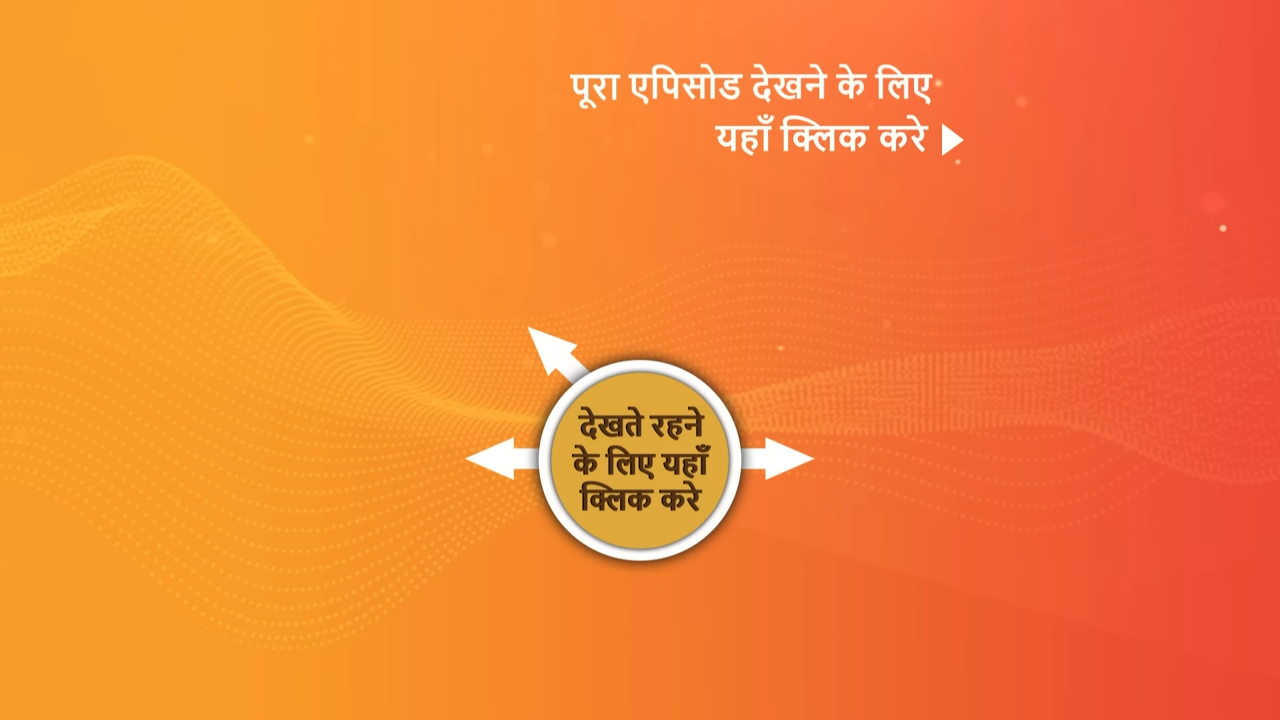 पूरा एपिसोड देखने के लिए
यहाँ क्लिक करे
देखते रहने
के लिए यहाँ
क्लिक करे